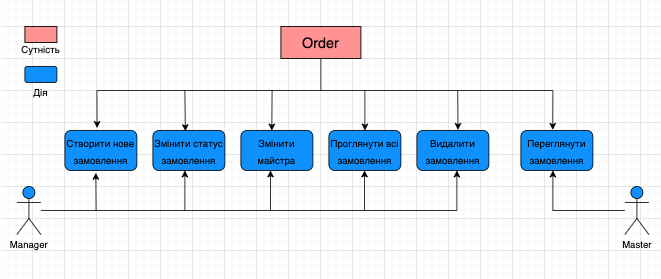 Order
Сутність
Дія
Створити нове
замовлення
Змінити статус
замовлення
Змінити
майстра
Проглянути всі
замовлення
Видалити
замовлення
Переглянути
замовлення
Manager
Master